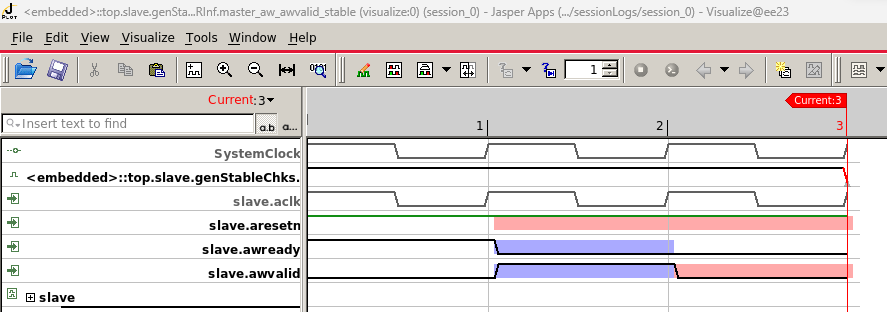 <embedded>::top.slave.genSta...RInf.master_aw_awvalid_stable (visualize:0) (session_0) - Jasper Apps (.../sessionLogs/session_0) - Visualize@ee23
File Edit View Visualize Tools Window Help
1
Current:3
Current:3
Insert text to find
a.b
a...
1 2 3
SystemClock
<embedded>::top.slave.genStableChks.
slave.aclk
slave.aresetn
slave.awready
slave.awvalid
slave